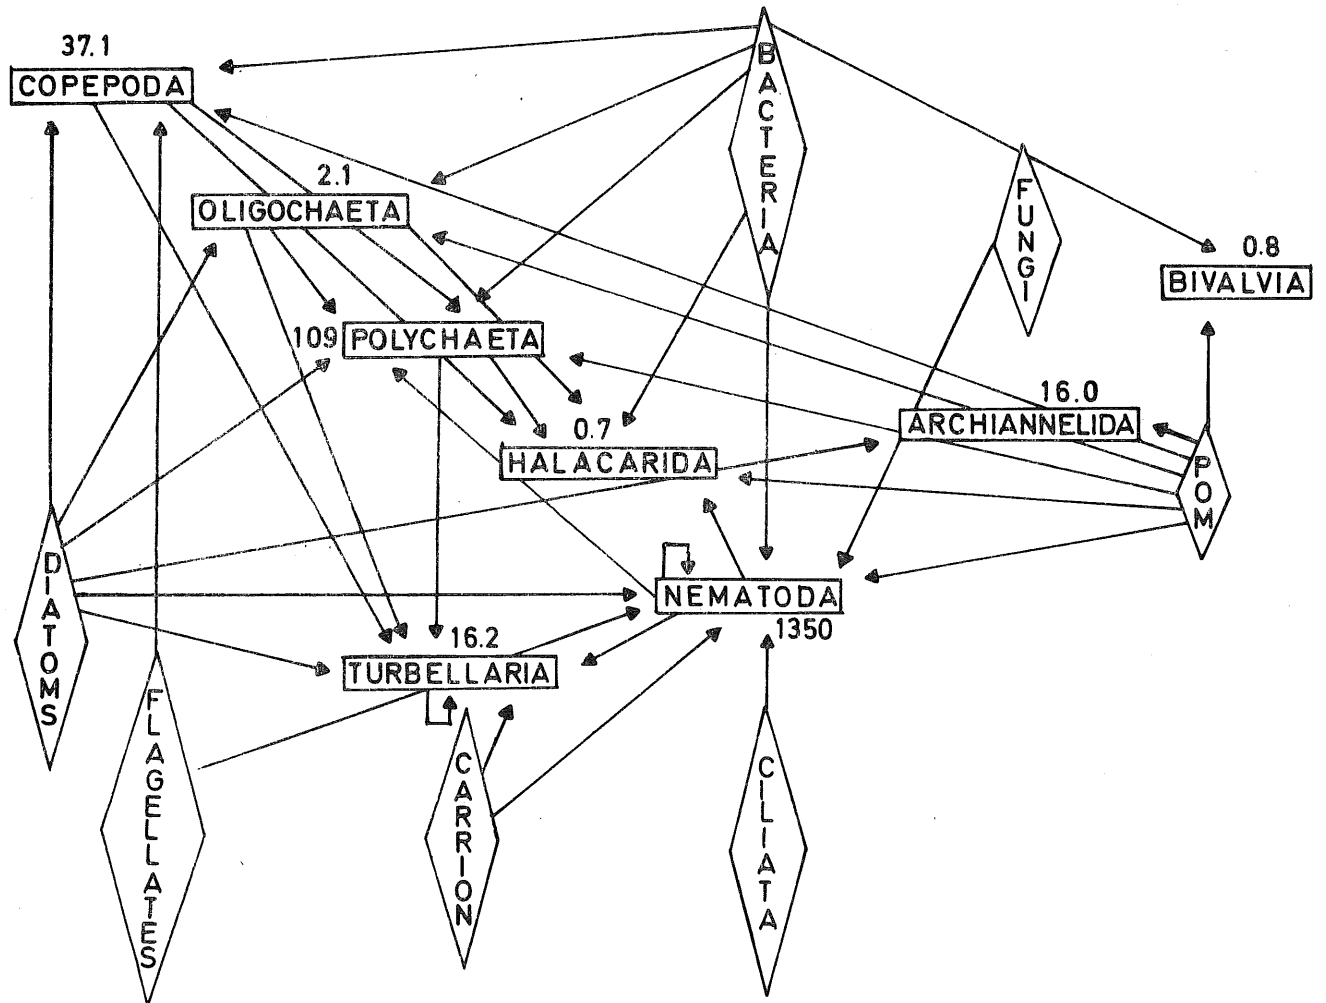 37.1
COPEPODA
BACTERIA
2.1
OLIGOCHAETA
FUNGI
0.8
BIVALVIA
109 POLYCHAETA
16.0
ARCHIANNELIDA
0.7
HALACARIDA
POM
DIATOMS
NEMATODA
1350
16.2
TURBELLARIA
FLAGELLATES
CARRION
CILIATA